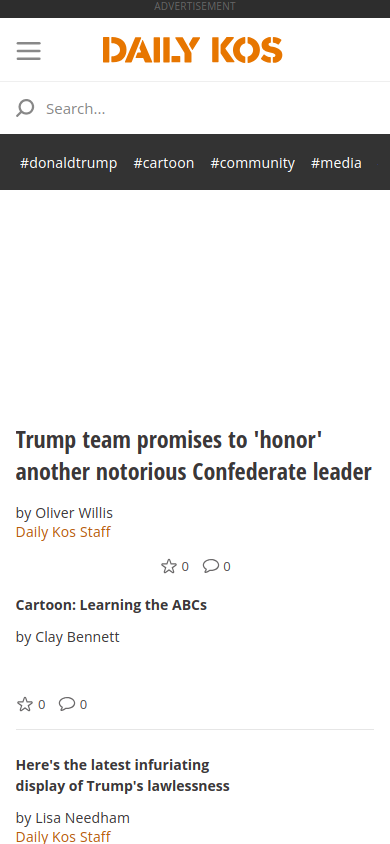 ADVERTISEMENT
DAILY KOS
Search...
#donaldtrump #cartoon #community #media
Trump team promises to 'honor'
another notorious Confederate leader
by Oliver Willis
Daily Kos Staff
0 0
Cartoon: Learning the ABCs
by Clay Bennett
0 0
Here's the latest infuriating
display of Trump's lawlessness
by Lisa Needham
Daily Kos Staff